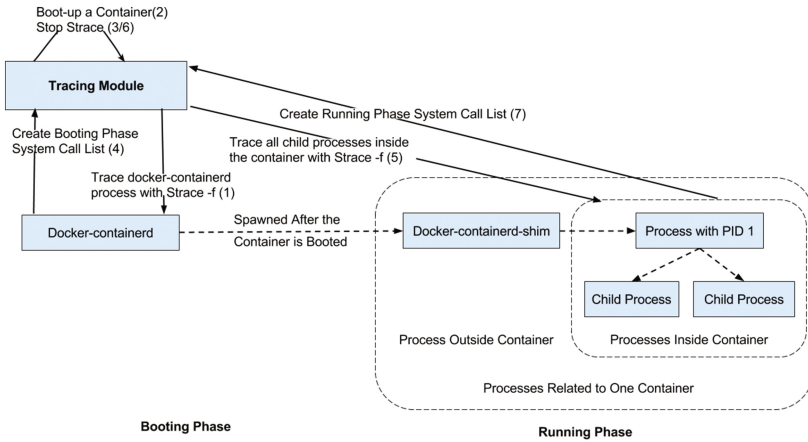 Boot-up a Container(2)
Stop Strace (3/6)
Tracing Module
Create Running Phase System Call List (7)
Create Booting Phase
System Call List (4)
Trace all child processes inside
the container with Strace -f (5)
Trace docker-containerd
process with Strace -f (1)
Docker-containerd
Spawned After the
Container is Booted
Docker-containerd-shim
Process with PID 1
Child Process
Child Process
Process Outside Container
Processes Inside Container
Processes Related to One Container
Booting Phase
Running Phase